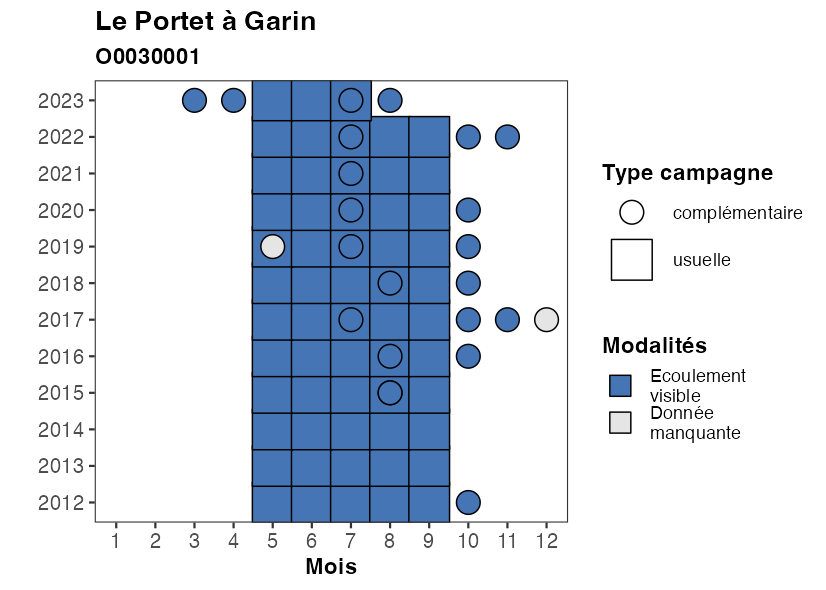 Le Portet à Garin
O0030001
2023
2022
2021
2020
2019
2018
2017
2016
2015
2014
2013
2012
1 2 3 4 5 6 7 8 9 10 11 12
Mois
Type campagne
complémentaire
usuelle
Modalités
Ecoulement
visible
Donnée
manquante